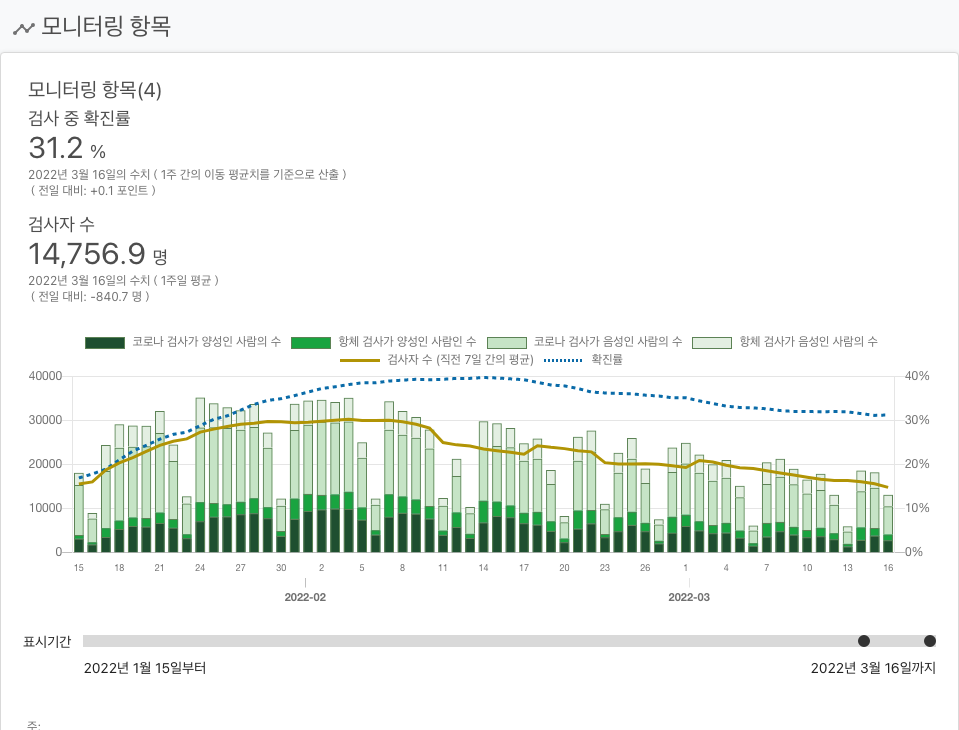 모니터링 항목
모니터링 항목(4)
검사 중 확진률
31.2 %
2022년 3월 16일의 수치 ( 1주 간의 이동 평균치를 기준으로 산출 )
( 전일 대비: +0.1 포인트 )
검사자 수
14,756.9 명
2022년 3월 16일의 수치 ( 1주일 평균 )
( 전일 대비: -840.7 명 )
코로나 검사가 양성인 사람의 수 항체 검사가 양성인 사람인 수 코로나 검사가 음성인 사람의 수 항체 검사가 음성인 사람의 수
검사자 수 (직전 7일 간의 평균) 확진률
40000 40%
30000 30%
20000 20%
10000 10%
0 0%
15 18 21 24 27 30 2 5 8 11 14 17 20 23 26 1 4 7 10 13 16
2022-02 2022-03
표시기간
2022년 1월 15일부터 2022년 3월 16일까지
주: